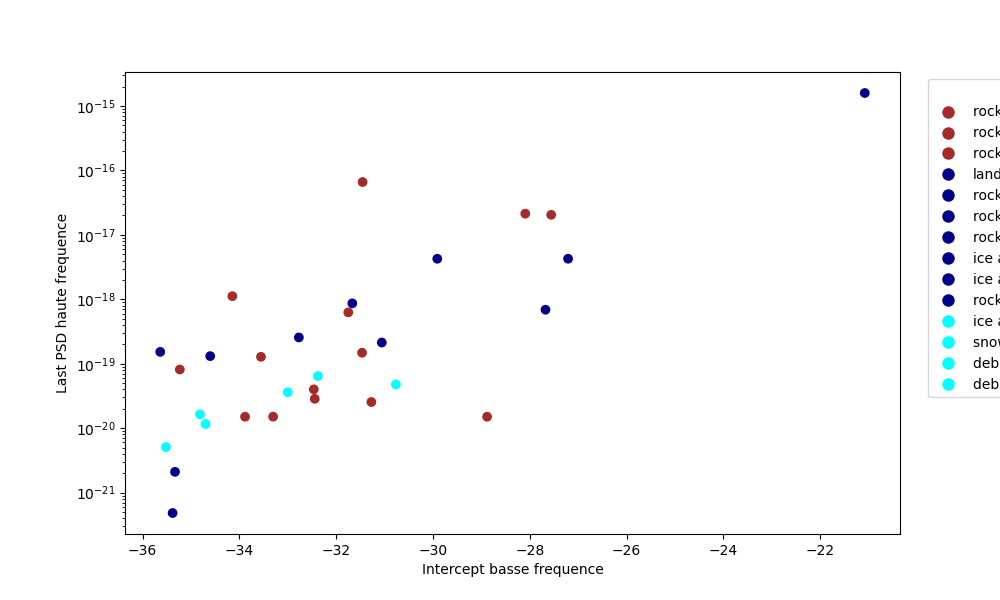 10−15
10−16
10−17
10−18
10−19
10−20
10−21
Last PSD haute frequence
−36 −34 −32 −30 −28 −26 −24 −22
Intercept basse frequence
rock
rock
rock
land
rock
rock
rock
ice a
ice a
rock
ice a
snow
deb
deb